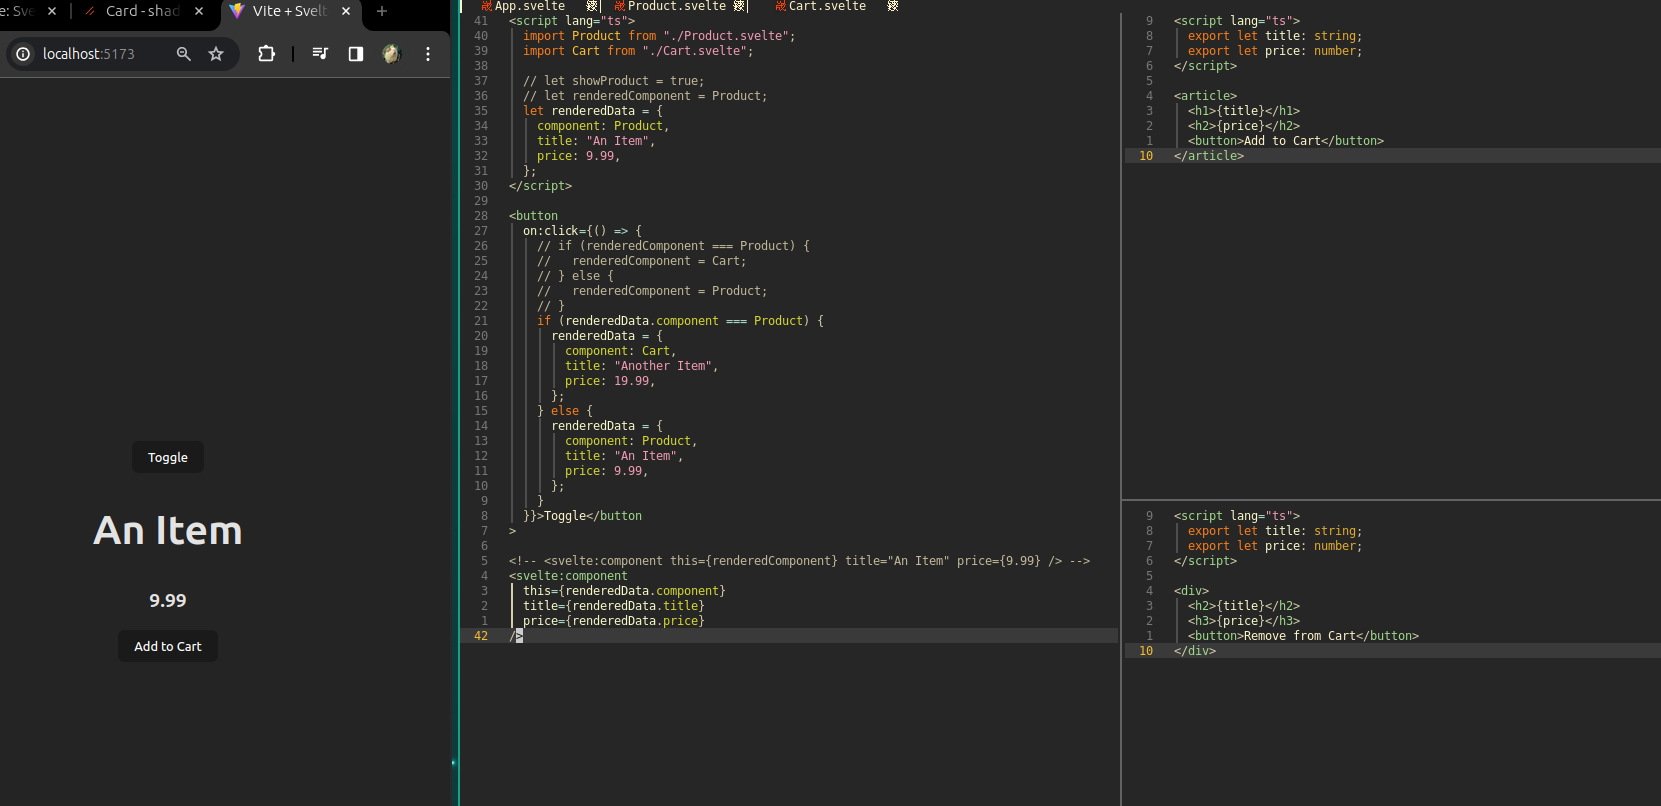 e: Sve
Card - shad
Vite + Svelt
localhost:5173
Toggle
An Item
9.99
Add to Cart
App.svelte
Product.svelte
Cart.svelte
41 <script lang="ts">
40 import Product from "./Product.svelte";
39 import Cart from "./Cart.svelte";
38
37 // let showProduct = true;
36 // let renderedComponent = Product;
35 let renderedData = {
34 component: Product,
33 title: "An Item",
32 price: 9.99,
31 };
30 </script>
29
28 <button
27 on:click={() => {
26 // if (renderedComponent === Product) {
25 //   renderedComponent = Cart;
24 // } else {
23 //   renderedComponent = Product;
22 // }
21 if (renderedData.component === Product) {
20 renderedData = {
19 component: Cart,
18 title: "Another Item",
17 price: 19.99,
16 };
15 } else {
14 renderedData = {
13 component: Product,
12 title: "An Item",
11 price: 9.99,
10 };
9 }
8 }}>Toggle</button
7 >
6
5 <!-- <svelte:component this={renderedComponent} title="An Item" price={9.99} /> -->
4 <svelte:component
3 this={renderedData.component}
2 title={renderedData.title}
1 price={renderedData.price}
42 />
9 <script lang="ts">
8 export let title: string;
7 export let price: number;
6 </script>
5
4 <article>
3 <h1>{title}</h1>
2 <h2>{price}</h2>
1 <button>Add to Cart</button>
10 </article>
9 <script lang="ts">
8 export let title: string;
7 export let price: number;
6 </script>
5
4 <div>
3 <h2>{title}</h2>
2 <h3>{price}</h3>
1 <button>Remove from Cart</button>
10 </div>